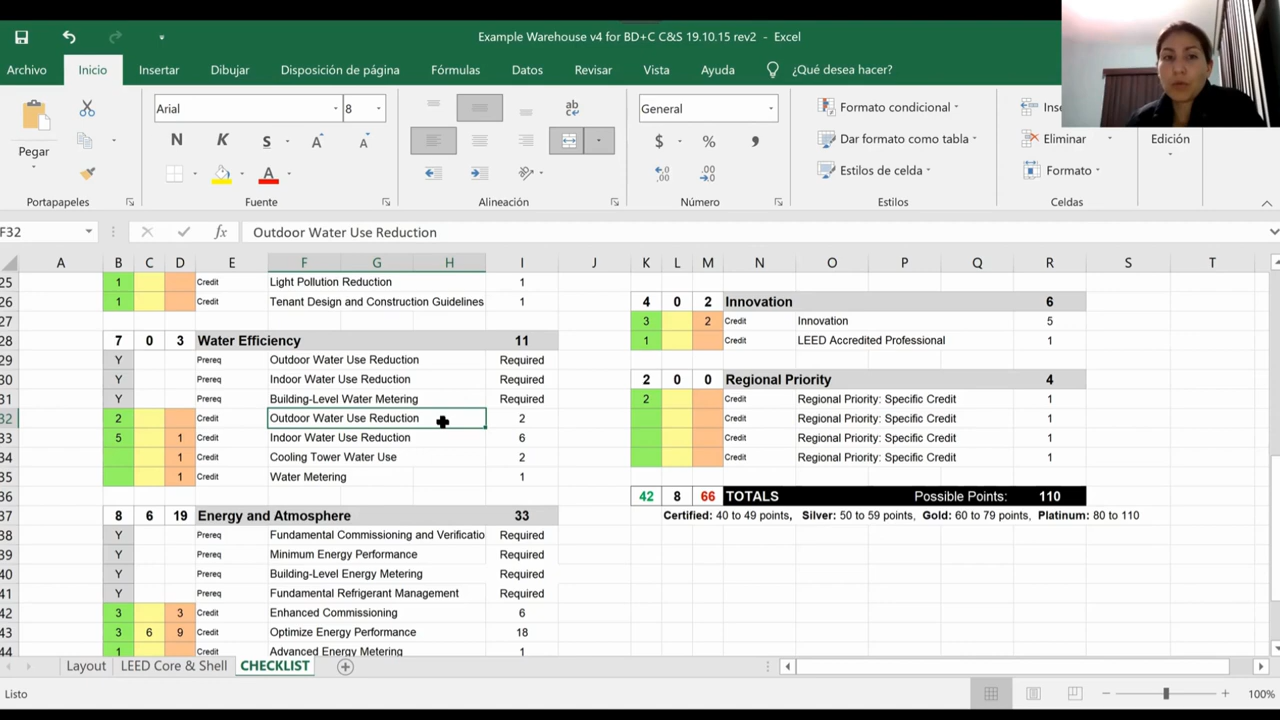 Example Warehouse v4 for BD+C C&S 19.10.15 rev2 - Excel
Archivo Inicio Insertar Dibujar Disposición de página Fórmulas Datos Revisar Vista Ayuda ¿Qué desea hacer?
Pegar
Arial 8
N K S A A
ab
General
$ % ,
Formato condicional
Dar formato como tabla
Estilos de celda
Eliminar
Formato
Edición
Portapapeles Fuente Alineación Número Estilos Celdas
F32 fx Outdoor Water Use Reduction
A B C D E F G H I J K L M N O P Q R S T
25 1 Credit Light Pollution Reduction 1
26 1 Credit Tenant Design and Construction Guidelines 1 4 0 2 Innovation 6
27 3 2 Credit Innovation 5
28 7 0 3 Water Efficiency 11 1 Credit LEED Accredited Professional 1
29 Y Prereq Outdoor Water Use Reduction Required
30 Y Prereq Indoor Water Use Reduction Required 2 0 0 Regional Priority 4
31 Y Prereq Building-Level Water Metering Required 2 Credit Regional Priority: Specific Credit 1
32 2 Credit Outdoor Water Use Reduction 2 Credit Regional Priority: Specific Credit 1
33 5 1 Credit Indoor Water Use Reduction 6 Credit Regional Priority: Specific Credit 1
34 1 Credit Cooling Tower Water Use 2 Credit Regional Priority: Specific Credit 1
35 1 Credit Water Metering 1
36 42 8 66 TOTALS Possible Points: 110
37 8 6 19 Energy and Atmosphere 33 Certified: 40 to 49 points, Silver: 50 to 59 points, Gold: 60 to 79 points, Platinum: 80 to 110
38 Y Prereq Fundamental Commissioning and Verificatio Required
39 Y Prereq Minimum Energy Performance Required
40 Y Prereq Building-Level Energy Metering Required
41 Y Prereq Fundamental Refrigerant Management Required
42 3 3 Credit Enhanced Commissioning 6
43 3 6 9 Credit Optimize Energy Performance 18
44 1 Credit Advanced Energy Metering 1
Layout LEED Core & Shell CHECKLIST
Listo 100%